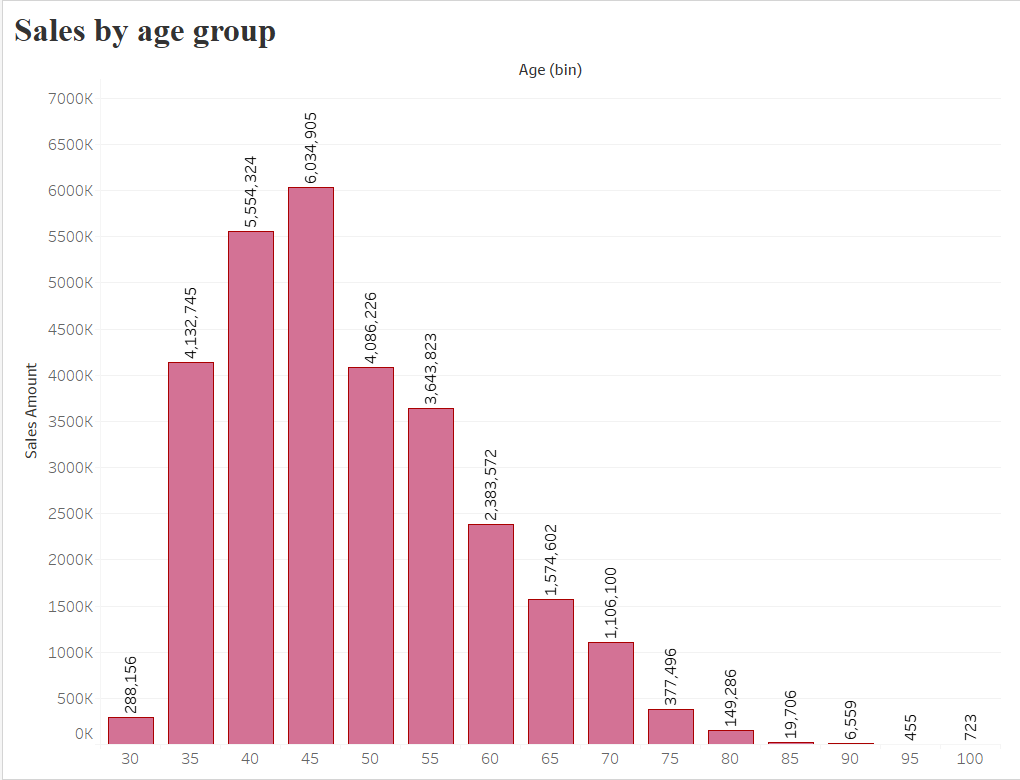 Sales by age group
Age (bin)
7000K
6500K
6000K
5500K
5000K
4500K
4000K
3500K
3000K
2500K
2000K
1500K
1000K
500K
0K
Sales Amount
288,156
4,132,745
5,554,324
6,034,905
4,086,226
3,643,823
2,383,572
1,574,602
1,106,100
377,496
149,286
19,706
6,559
455
723
30 35 40 45 50 55 60 65 70 75 80 85 90 95 100